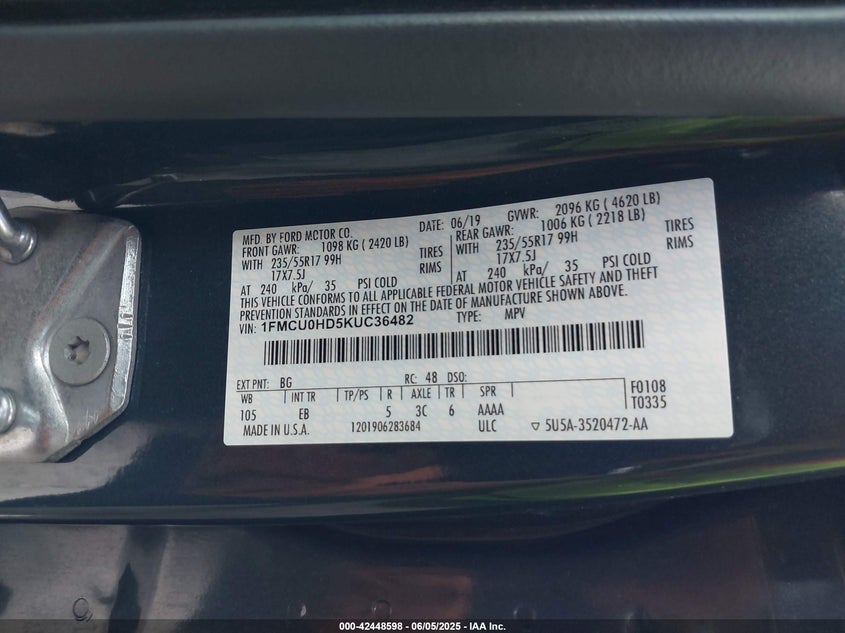 MFD. BY FORD MOTOR CO. DATE: 06/19 GVWR: 2096 KG ( 4620 LB)
FRONT GAWR: 1098 KG ( 2420 LB) REAR GAWR: 1006 KG ( 2218 LB)
WITH 235/55R17 99H TIRES WITH 235/55R17 99H TIRES
17X7.5J RIMS 17X7.5J RIMS
AT 240 kPa/ 35 PSI COLD AT 240 kPa/ 35 PSI COLD
THIS VEHICLE CONFORMS TO ALL APPLICABLE FEDERAL MOTOR VEHICLE SAFETY AND THEFT
PREVENTION STANDARDS IN EFFECT ON THE DATE OF MANUFACTURE SHOWN ABOVE.
VIN: 1FMCU0HD5KUC36482 TYPE: MPV
EXT PNT: BG RC: 48 DSO:
WB INT TR TP/PS R AXLE TR SPR F0108
105 EB 5 3C 6 AAAA T0335
MADE IN U.S.A. 1201906283684 ULC ▽ 5U5A-3520472-AA
000-42448598 - 06/05/2025 - IAA Inc.